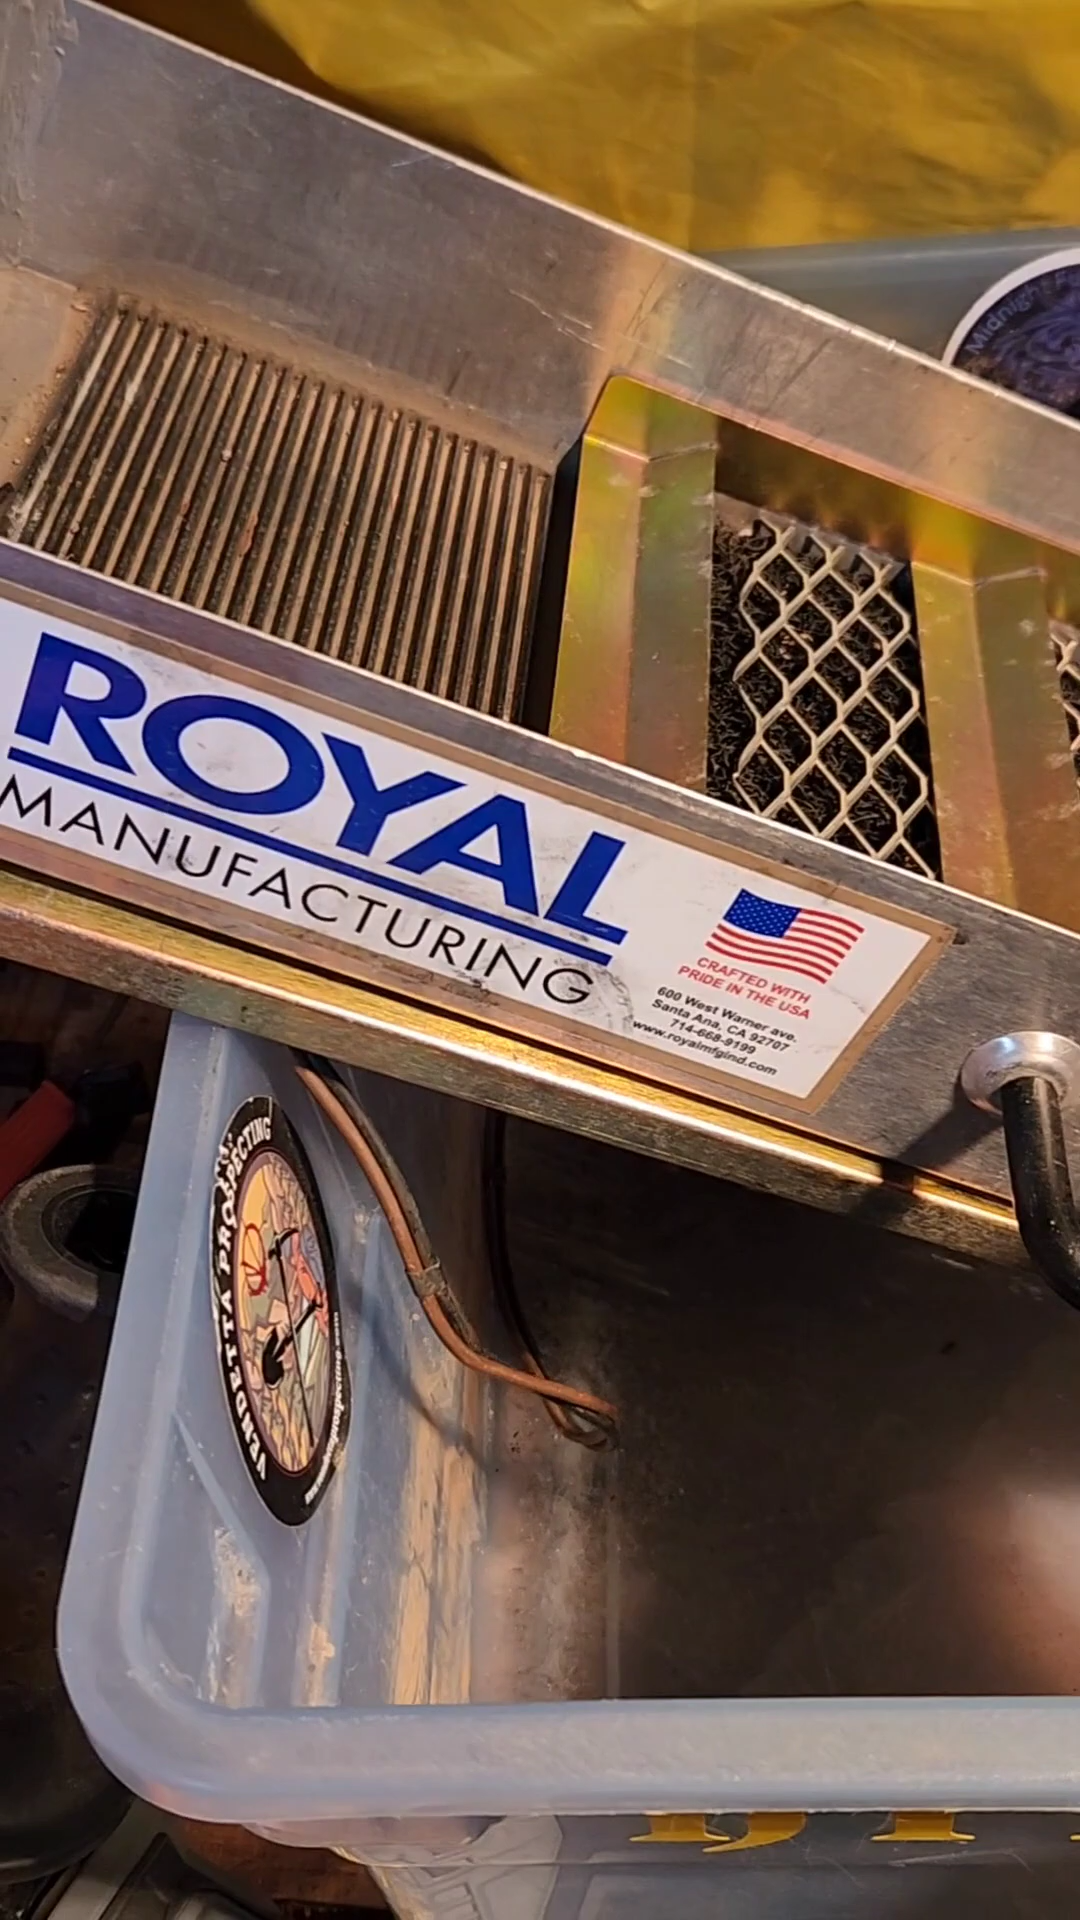 Midnight
ROYAL
MANUFACTURING
CRAFTED WITH
PRIDE IN THE USA
600 West Warner ave.
Santa Ana, CA 92707
714-668-9199
www.royalmfgind.com
VENDETTA PROSPECTING